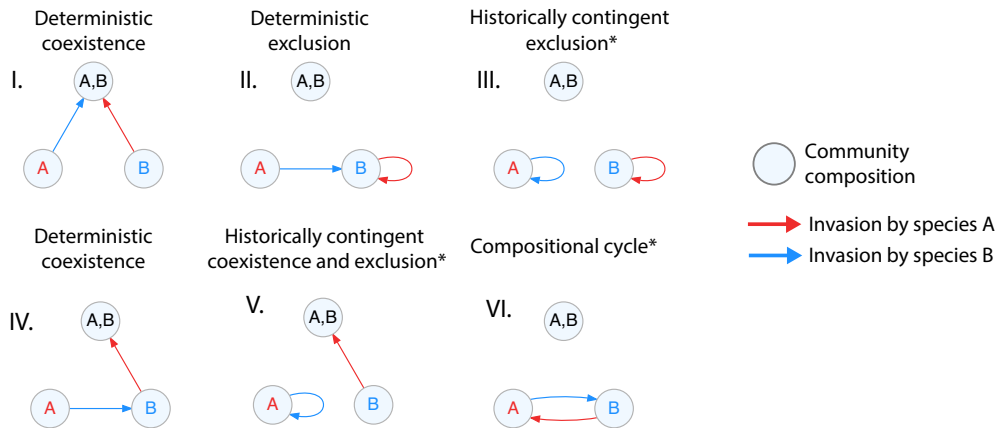 Deterministic
coexistence
Deterministic
exclusion
Historically contingent
exclusion*
I.
A,B
A
B
II.
A,B
A
B
III.
A,B
A
B
Community
composition
Invasion by species A
Invasion by species B
Deterministic
coexistence
Historically contingent
coexistence and exclusion*
Compositional cycle*
IV.
A,B
A
B
V.
A,B
A
B
VI.
A,B
A
B